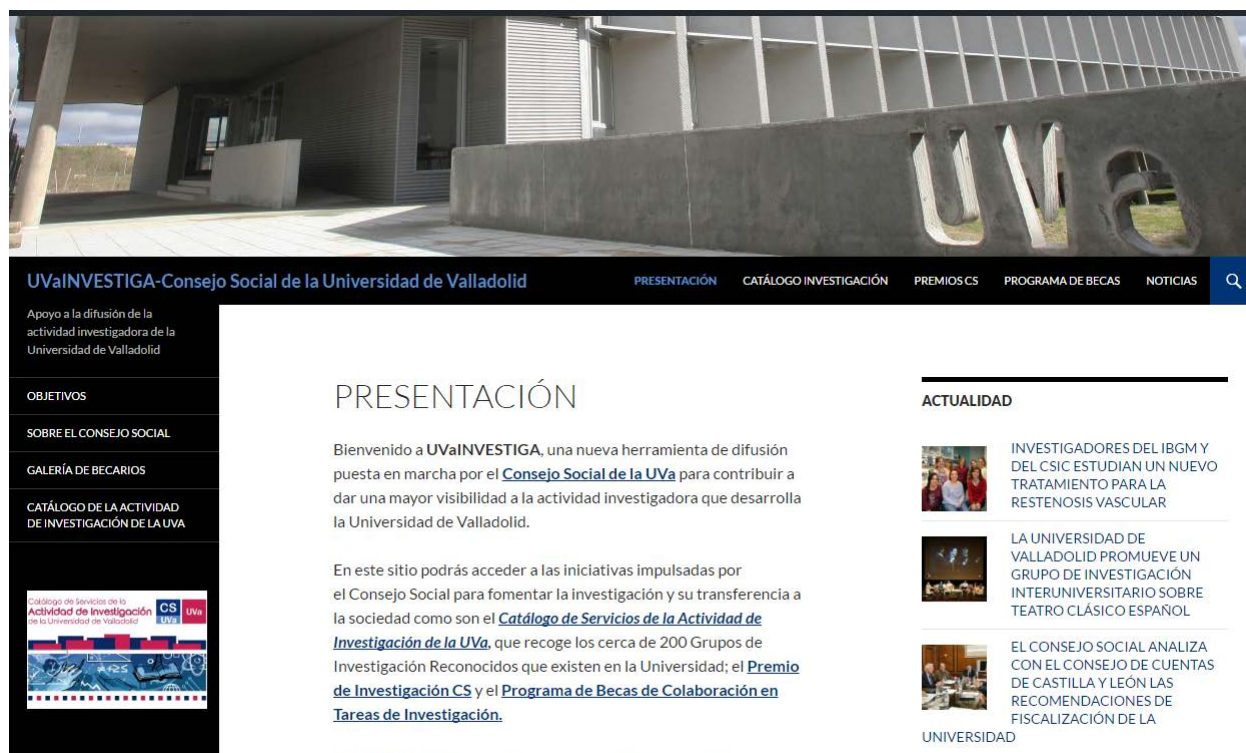 UVa
UVaINVESTIGA-Consejo Social de la Universidad de Valladolid
PRESENTACIÓN
CATÁLOGO INVESTIGACIÓN
PREMIOS CS
PROGRAMA DE BECAS
NOTICIAS
Apoyo a la difusión de la
actividad investigadora de la
Universidad de Valladolid
OBJETIVOS
SOBRE EL CONSEJO SOCIAL
GALERÍA DE BECARIOS
CATÁLOGO DE LA ACTIVIDAD
DE INVESTIGACIÓN DE LA UVA
Catálogo de Servicios de la
Actividad de Investigación
de la Universidad de Valladolid
CS
UVa
UVa
PRESENTACIÓN
Bienvenido a UVaINVESTIGA, una nueva herramienta de difusión
puesta en marcha por el Consejo Social de la UVa para contribuir a
dar una mayor visibilidad a la actividad investigadora que desarrolla
la Universidad de Valladolid.
En este sitio podrás acceder a las iniciativas impulsadas por
el Consejo Social para fomentar la investigación y su transferencia a
la sociedad como son el Catálogo de Servicios de la Actividad de
Investigación de la UVa, que recoge los cerca de 200 Grupos de
Investigación Reconocidos que existen en la Universidad; el Premio
de Investigación CS y el Programa de Becas de Colaboración en
Tareas de Investigación.
ACTUALIDAD
INVESTIGADORES DEL IBGM Y
DEL CSIC ESTUDIAN UN NUEVO
TRATAMIENTO PARA LA
RESTENOSIS VASCULAR
LA UNIVERSIDAD DE
VALLADOLID PROMUEVE UN
GRUPO DE INVESTIGACIÓN
INTERUNIVERSITARIO SOBRE
TEATRO CLÁSICO ESPAÑOL
EL CONSEJO SOCIAL ANALIZA
CON EL CONSEJO DE CUENTAS
DE CASTILLA Y LEÓN LAS
RECOMENDACIONES DE
FISCALIZACIÓN DE LA
UNIVERSIDAD